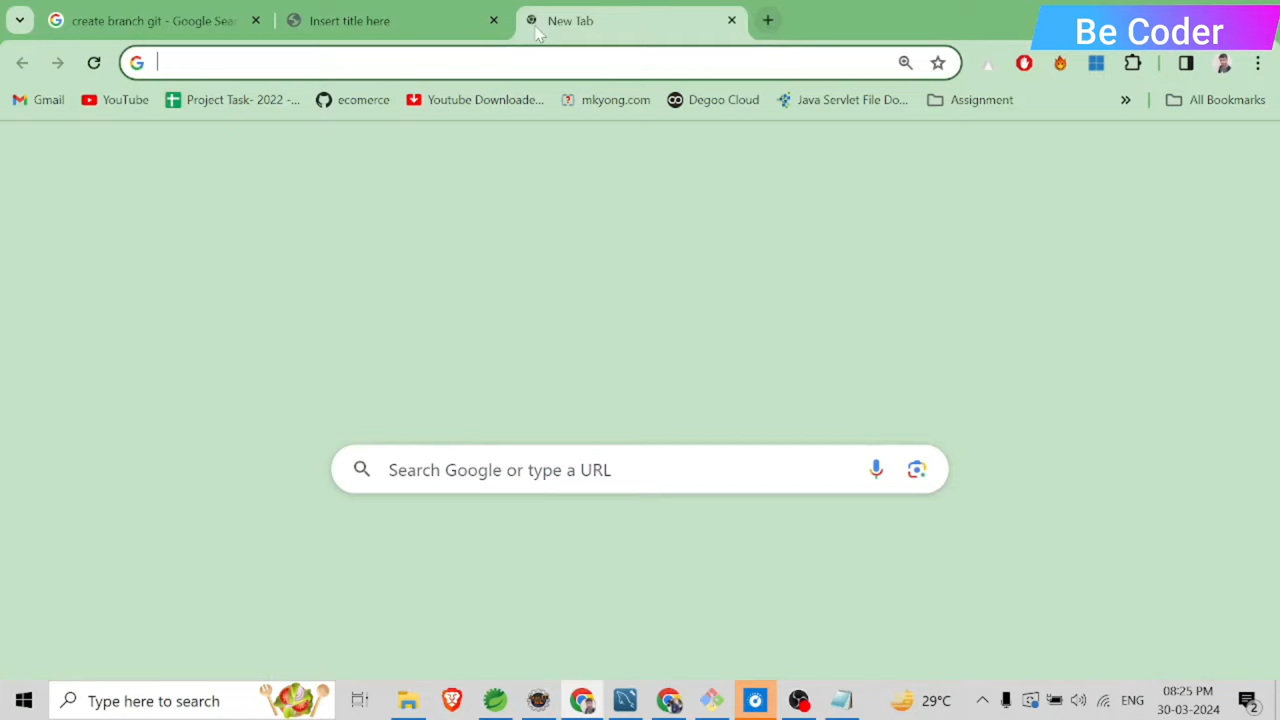 create branch git - Google Sear
Insert title here
New Tab
Be Coder
Gmail
YouTube
Project Task- 2022 -...
ecomerce
Youtube Downloade...
mkyong.com
Degoo Cloud
Java Servlet File Do...
Assignment
»
All Bookmarks
Search Google or type a URL
Type here to search
29°C
ENG
08:25 PM
30-03-2024
2